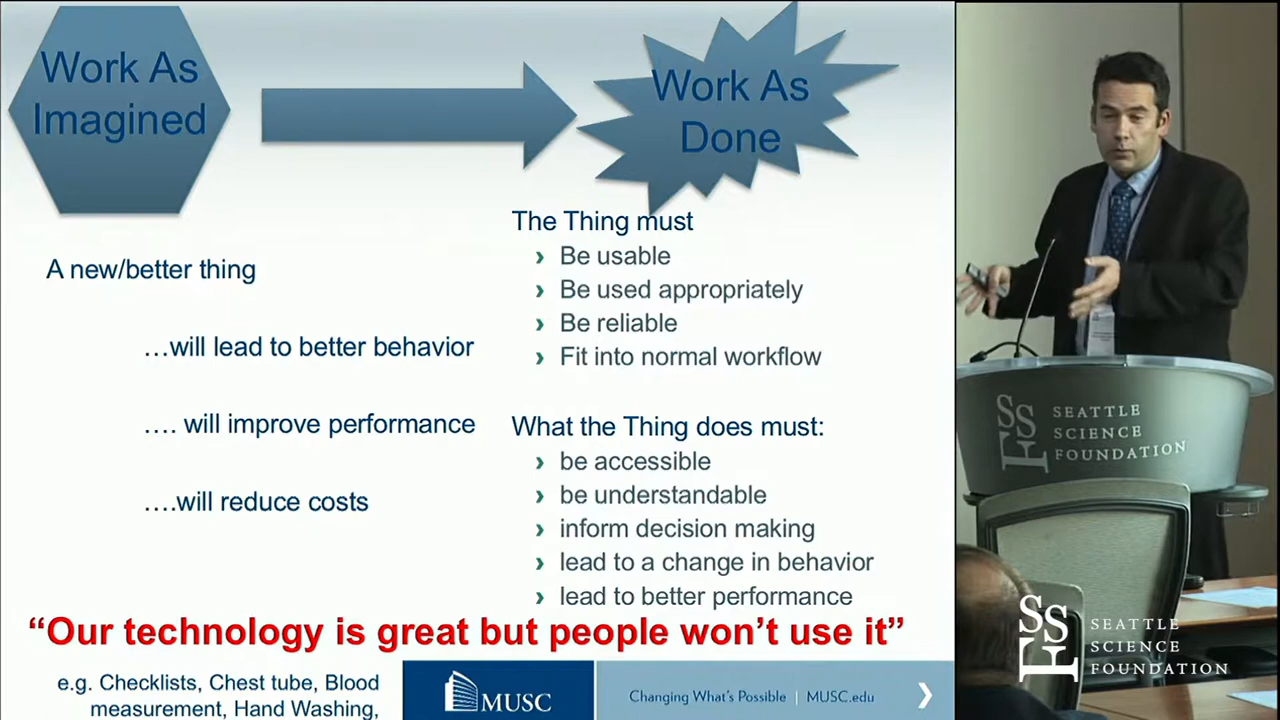 Work As
Imagined
Work As
Done
A new/better thing
…will lead to better behavior
…. will improve performance
….will reduce costs
The Thing must
› Be usable
› Be used appropriately
› Be reliable
› Fit into normal workflow
What the Thing does must:
› be accessible
› be understandable
› inform decision making
› lead to a change in behavior
› lead to better performance
“Our technology is great but people won’t use it”
e.g. Checklists, Chest tube, Blood
measurement, Hand Washing,
MUSC
Changing What’s Possible | MUSC.edu
SSF
SEATTLE
SCIENCE
FOUNDATION
SSF
SEATTLE
SCIENCE
FOUNDATION